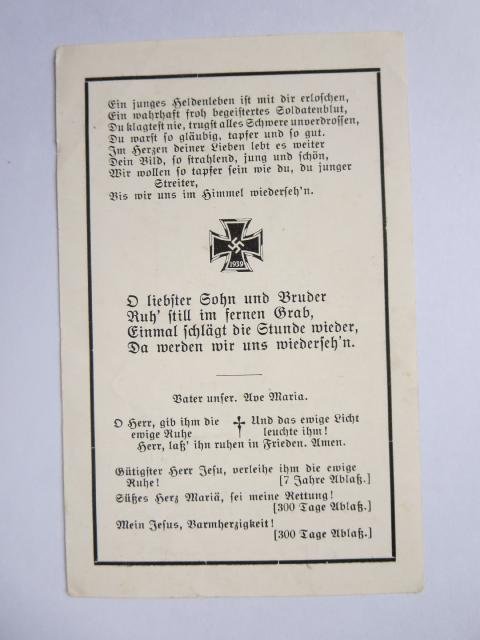 Ein junges Heldenleben ist mit dir erloschen,
Ein wahrhaft froh begeistertes Soldatenblut,
Du klagtest nie, trugst alles Schwere unverdrossen,
Du warst so gläubig, tapfer und so gut.
Im Herzen deiner Lieben lebt es weiter
Dein Bild, so strahlend, jung und schön,
Wir wollen so tapfer sein wie du, du junger
Streiter,
Bis wir uns im Himmel wiederseh'n.
1939
O liebster Sohn und Bruder
Ruh' still im fernen Grab,
Einmal schlägt die Stunde wieder,
Da werden wir uns wiederseh'n.
Vater unser. Ave Maria.
O Herr, gib ihm die ewige Ruhe
Und das ewige Licht leuchte ihm!
Herr, laß' ihn ruhen in Frieden. Amen.
Gütigster Herr Jesu, verleihe ihm die ewige
Ruhe! [7 Jahre Ablaß.]
Süßes Herz Mariä, sei meine Rettung!
[300 Tage Ablaß.]
Mein Jesus, Barmherzigkeit!
[300 Tage Ablaß.]